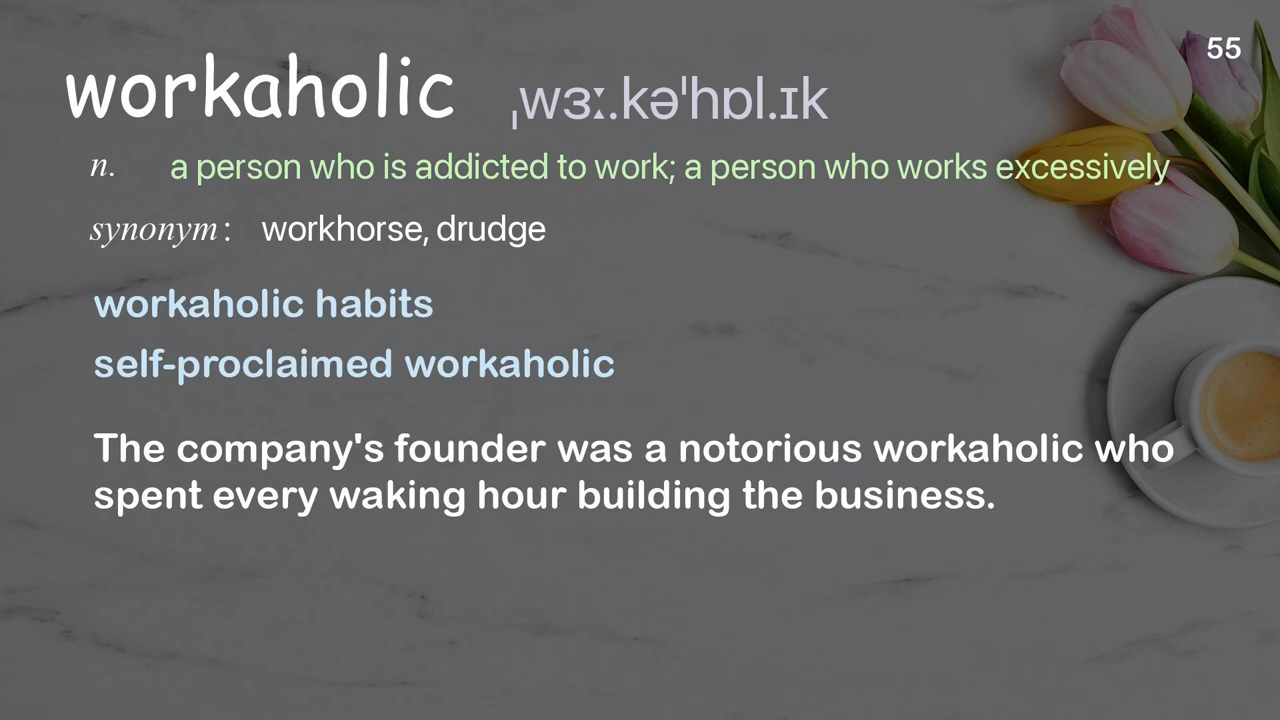 55
workaholic ˌwɜː.kəˈhɒl.ɪk
n. a person who is addicted to work; a person who works excessively
synonym: workhorse, drudge
workaholic habits
self-proclaimed workaholic
The company's founder was a notorious workaholic who
spent every waking hour building the business.